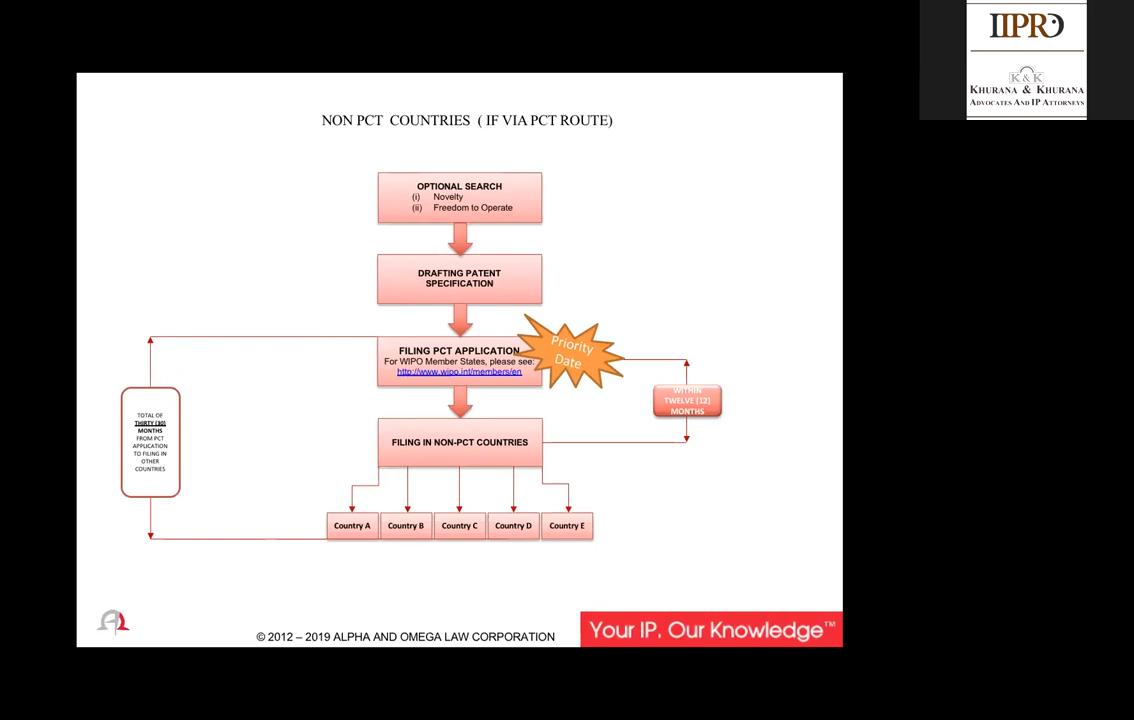 IIPRD
K&K
KHURANA & KHURANA
ADVOCATES AND IP ATTORNEYS
NON PCT COUNTRIES ( IF VIA PCT ROUTE)
OPTIONAL SEARCH
(i) Novelty
(ii) Freedom to Operate
DRAFTING PATENT
SPECIFICATION
FILING PCT APPLICATION
For WIPO Member States, please see:
http://www.wipo.int/members/en
Priority
Date
WITHIN
TWELVE (12)
MONTHS
TOTAL OF
THIRTY (30)
MONTHS
FROM PCT
APPLICATION
TO FILING IN
OTHER
COUNTRIES
FILING IN NON-PCT COUNTRIES
Country A
Country B
Country C
Country D
Country E
© 2012 – 2019 ALPHA AND OMEGA LAW CORPORATION
Your IP. Our Knowledge™